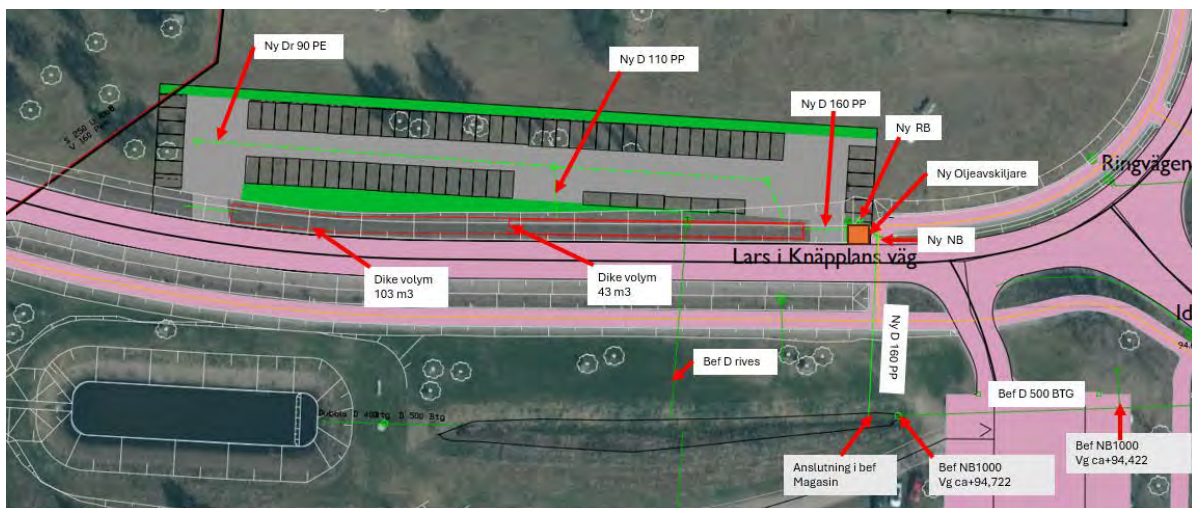 Ny Dr 90 PE
Ny D 110 PP
Ny D 160 PP
Ny RB
Ringvägen
Ny Oljeavskiljare
Ny NB
Lars i Knäpplans väg
Dike volym
103 m3
Dike volym
43 m3
Ny D 160 PP
Bef D rives
Bef D 500 BTG
D 500 Btg
Anslutning i bef
Magasin
Bef NB1000
Vg ca+94,722
Bef NB1000
Vg ca+94,422